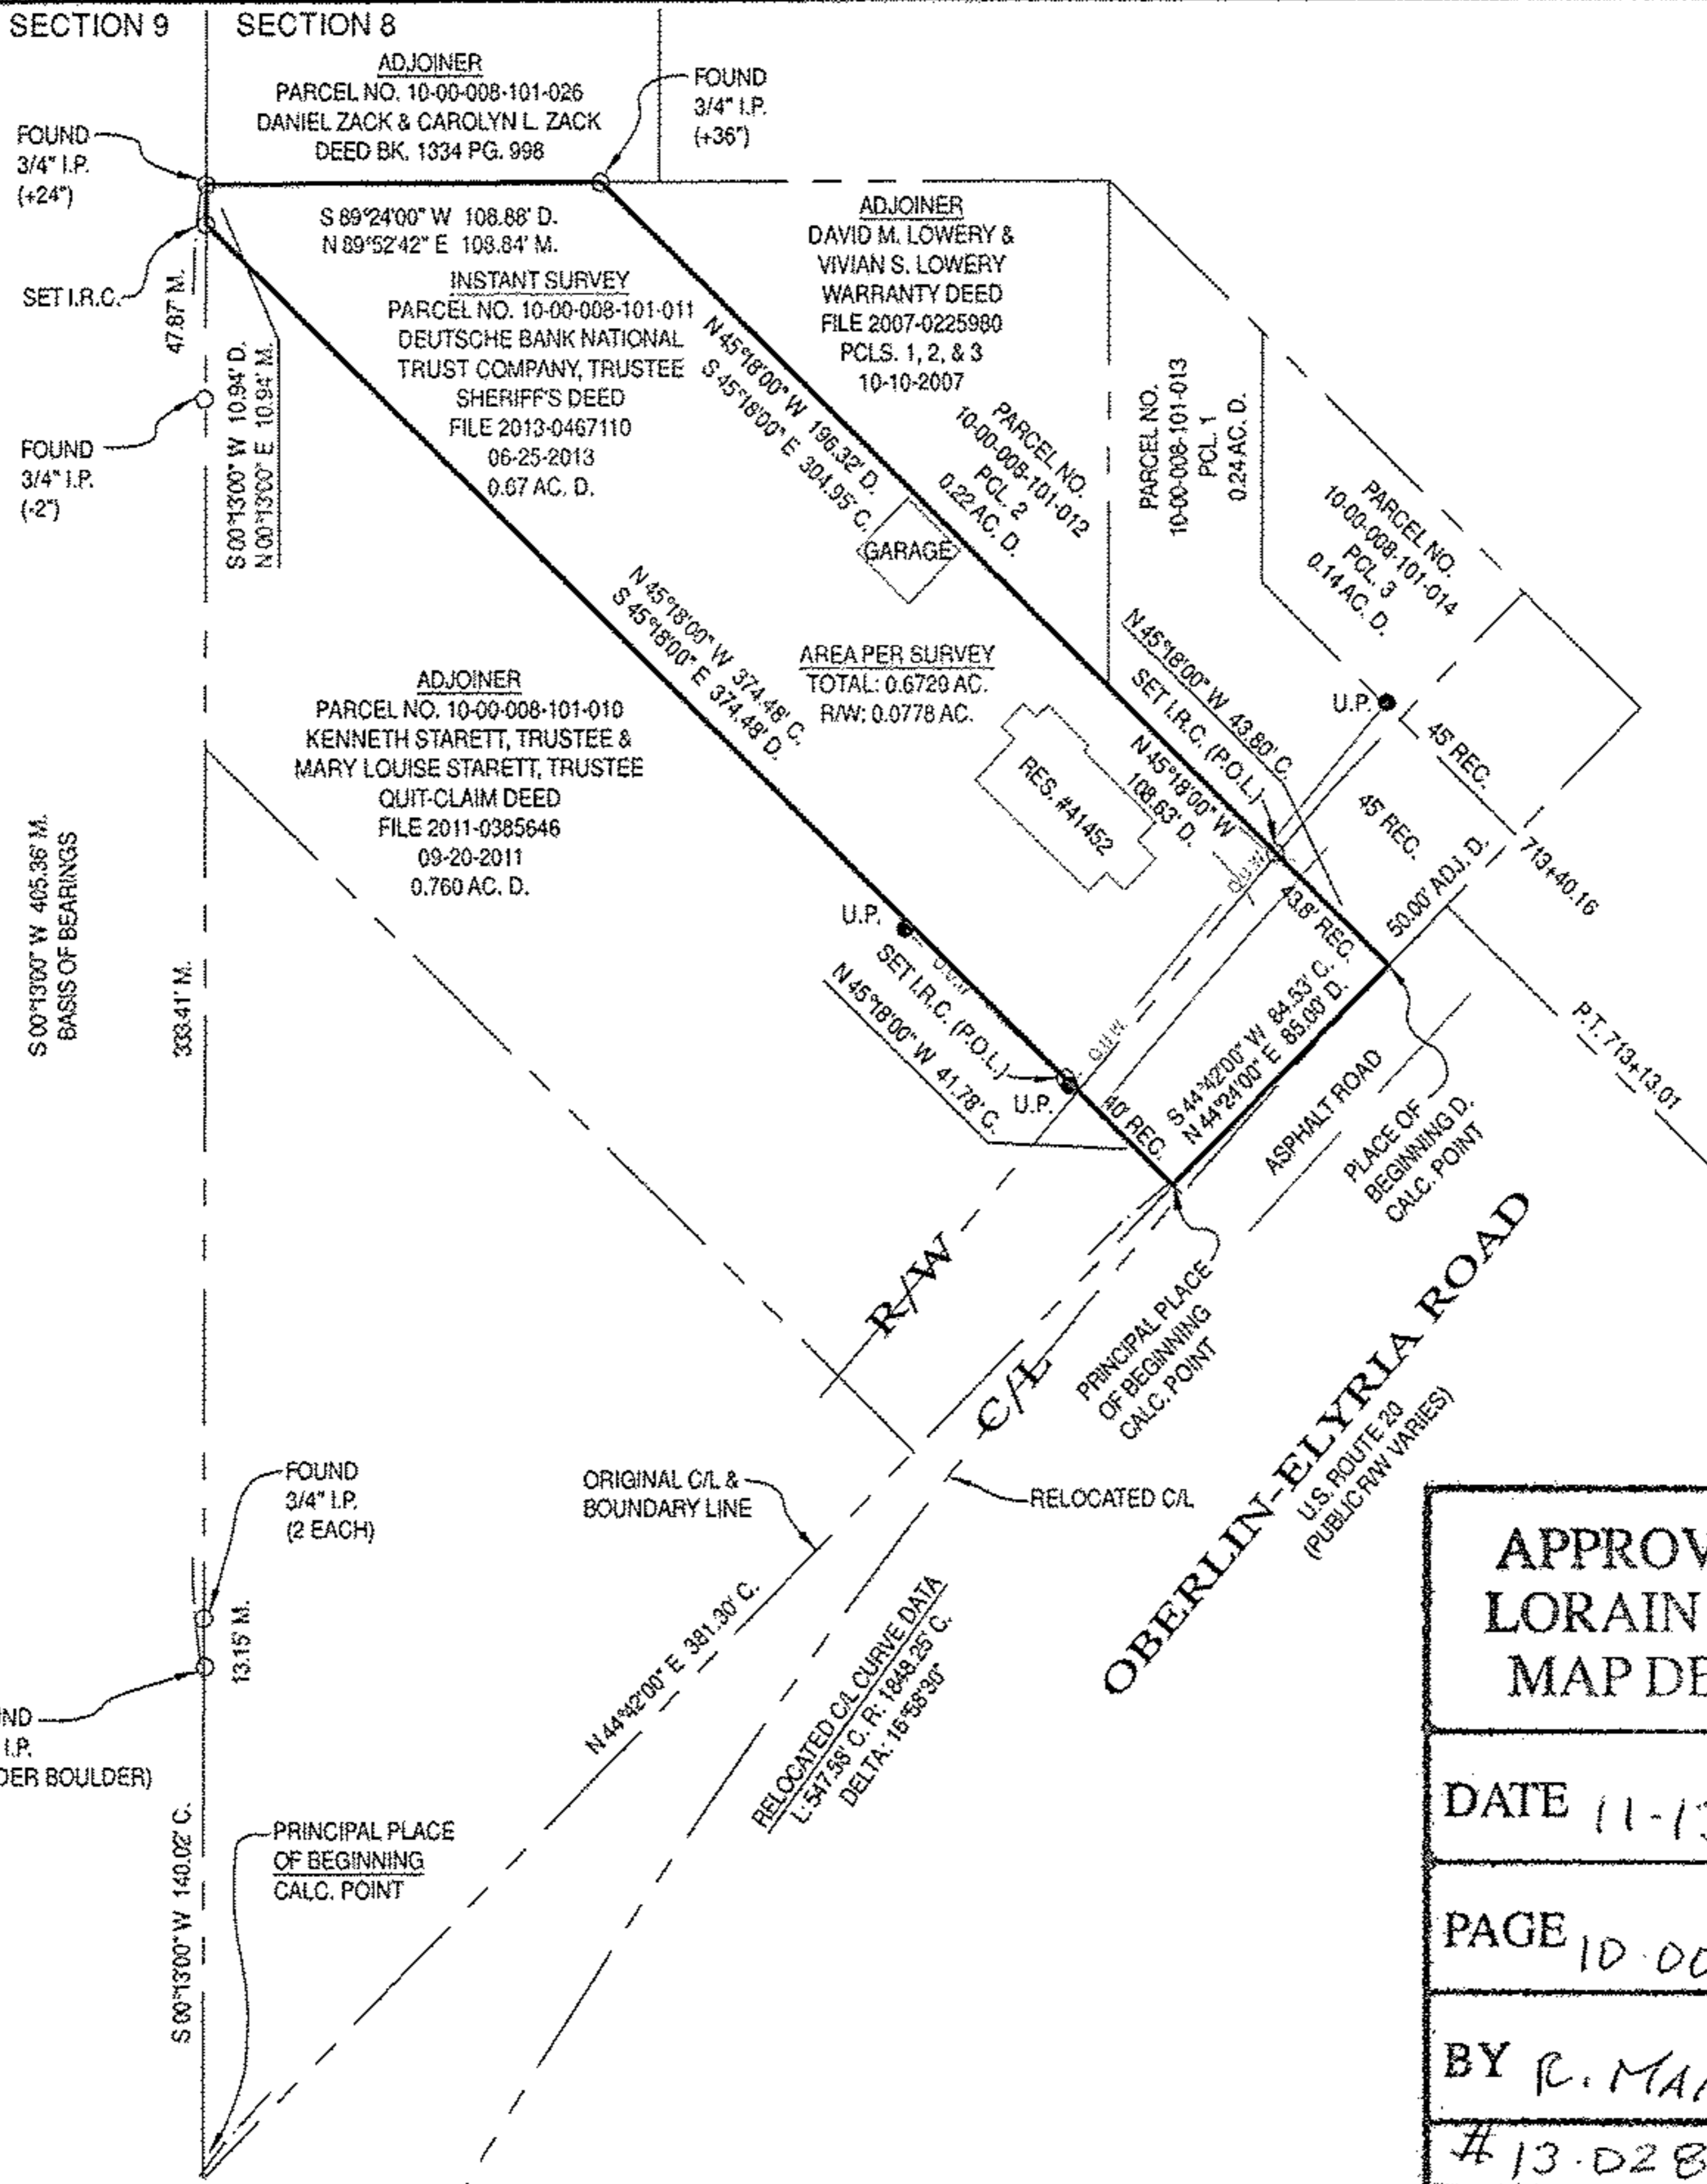 SECTION 9
SECTION 8
ADJOINER
PARCEL NO. 10-00-008-101-026
DANIEL ZACK & CAROLYN L. ZACK
DEED BK. 1334 PG. 998
FOUND
3/4" I.P.
(+36")
FOUND
3/4" I.P.
(+24")
SET I.R.C.
47.87' M.
FOUND
3/4" I.P.
(-2")
S 00°13'00" W 10.94' D.
N 00°13'00" E 10.94' M.
S 89°24'00" W 108.88' D.
N 89°52'42" E 108.84' M.
INSTANT SURVEY
PARCEL NO. 10-00-008-101-011
DEUTSCHE BANK NATIONAL
TRUST COMPANY, TRUSTEE
SHERIFF'S DEED
FILE 2013-0467110
06-25-2013
0.67 AC. D.
ADJOINER
DAVID M. LOWERY &
VIVIAN S. LOWERY
WARRANTY DEED
FILE 2007-0225980
PCLS. 1, 2, & 3
10-10-2007
N 45°18'00" W 196.32' D.
S 45°18'00" E 304.95' C.
PARCEL NO.
10-00-008-101-012
PCL. 2
0.22 AC. D.
PARCEL NO.
10-00-008-101-013
PCL. 1
0.24 AC. D.
PARCEL NO.
10-00-008-101-014
PCL. 3
0.14 AC. D.
GARAGE
N 45°18'00" W 374.48' C.
S 45°18'00" E 374.48' D.
AREA PER SURVEY
TOTAL: 0.6729 AC.
R/W: 0.0778 AC.
ADJOINER
PARCEL NO. 10-00-008-101-010
KENNETH STARETT, TRUSTEE &
MARY LOUISE STARETT, TRUSTEE
QUIT-CLAIM DEED
FILE 2011-0385646
09-20-2011
0.760 AC. D.
RES. #41452
N 45°18'00" W 43.80' C.
SET I.R.C. (P.O.L.)
N 45°18'00" W
108.63' D.
U.P.
45' REC.
45' REC.
713+40.16
50.00' ADJ. D.
43.8' REC.
P.T. 713+13.01
S 00°13'00" W 405.36' M.
BASIS OF BEARINGS
333.41' M.
U.P.
SET I.R.C. (P.O.L.)
N 45°18'00" W 41.78' C.
O.H.W.
U.P.
40' REC.
S 44°42'00" W 84.53' C.
N 44°24'00" E 85.00' D.
ASPHALT ROAD
PLACE OF
BEGINNING D.
CALC. POINT
R/W
C/L
PRINCIPAL PLACE
OF BEGINNING
CALC. POINT
OBERLIN-ELYRIA ROAD
U.S. ROUTE 20
(PUBLIC R/W VARIES)
FOUND
3/4" I.P.
(2 EACH)
ORIGINAL C/L &
BOUNDARY LINE
RELOCATED C/L
13.15' M.
ND
I.P.
DER BOULDER)
N 44°42'00" E 381.30' C.
RELOCATED C/L CURVE DATA
L: 547.58' C. R: 1848.25' C.
DELTA: 16°58'30"
PRINCIPAL PLACE
OF BEGINNING
CALC. POINT
S 00°13'00" W 140.02' C.
APPROV
LORAIN
MAP DE
DATE 11-13
PAGE 10-00
BY R. MA
#13-028